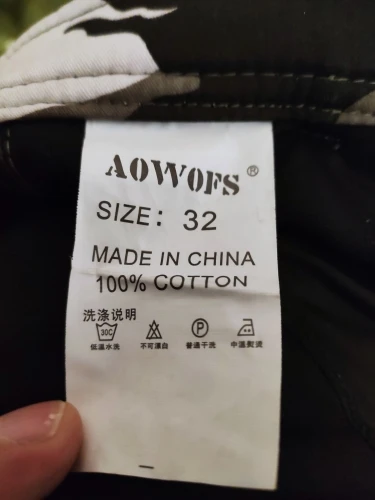 AOWOFS®
SIZE: 32
MADE IN CHINA
100% COTTON
洗涤说明
30C P
低温水洗 不可漂白 普通干洗 中温熨烫